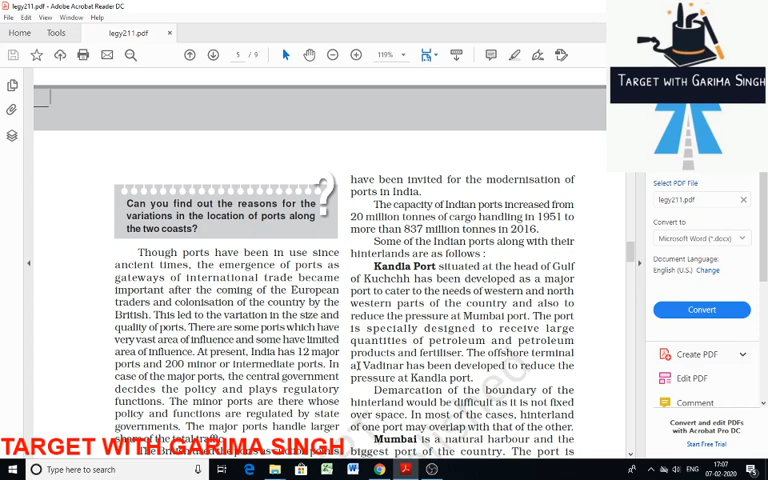 legy211.pdf - Adobe Acrobat Reader DC
File Edit View Window Help
Home Tools legy211.pdf ×
5 / 9 119%
TARGET WITH GARIMA SINGH
Can you find out the reasons for the
variations in the location of ports along
the two coasts?
?
Though ports have been in use since
ancient times, the emergence of ports as
gateways of international trade became
important after the coming of the European
traders and colonisation of the country by the
British. This led to the variation in the size and
quality of ports. There are some ports which have
very vast area of influence and some have limited
area of influence. At present, India has 12 major
ports and 200 minor or intermediate ports. In
case of the major ports, the central government
decides the policy and plays regulatory
functions. The minor ports are there whose
policy and functions are regulated by state
governments. The major ports handle larger
share of the total traffic.
The British used the ports as suction points
have been invited for the modernisation of
ports in India.
The capacity of Indian ports increased from
20 million tonnes of cargo handling in 1951 to
more than 837 million tonnes in 2016.
Some of the Indian ports along with their
hinterlands are as follows :
Kandla Port situated at the head of Gulf
of Kuchchh has been developed as a major
port to cater to the needs of western and north
western parts of the country and also to
reduce the pressure at Mumbai port. The port
is specially designed to receive large
quantities of petroleum and petroleum
products and fertiliser. The offshore terminal
at Vadinar has been developed to reduce the
pressure at Kandla port.
Demarcation of the boundary of the
hinterland would be difficult as it is not fixed
over space. In most of the cases, hinterland
of one port may overlap with that of the other.
Mumbai is a natural harbour and the
biggest port of the country. The port is
Select PDF File
legy211.pdf
Convert to
Microsoft Word (*.docx)
Document Language:
English (U.S.) Change
Convert
Create PDF
Edit PDF
Comment
Convert and edit PDFs
with Acrobat Pro DC
Start Free Trial
TARGET WITH GARIMA SINGH
Type here to search
ENG
17:07
07-02-2020